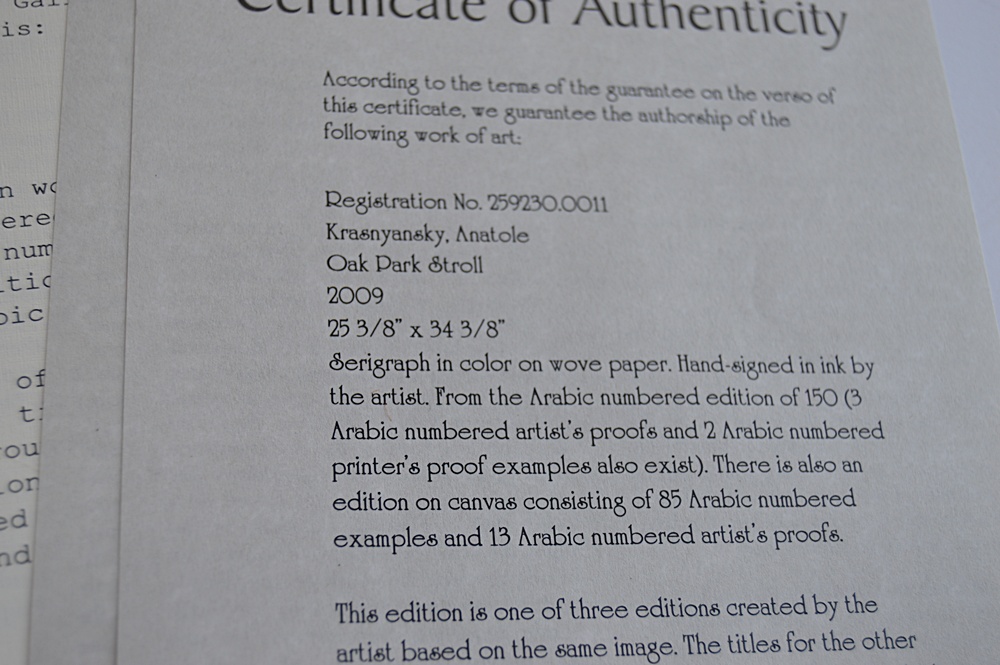 is:
Certificate of Authenticity
According to the terms of the guarantee on the verso of
this certificate, we guarantee the authorship of the
following work of art:
Registration No. 259230.0011
Krasnyansky, Anatole
Oak Park Stroll
2009
25 3/8" x 34 3/8"
Serigraph in color on wove paper. Hand-signed in ink by
the artist. From the Arabic numbered edition of 150 (3
Arabic numbered artist's proofs and 2 Arabic numbered
printer's proof examples also exist). There is also an
edition on canvas consisting of 85 Arabic numbered
examples and 13 Arabic numbered artist's proofs.
This edition is one of three editions created by the
artist based on the same image. The titles for the other
of